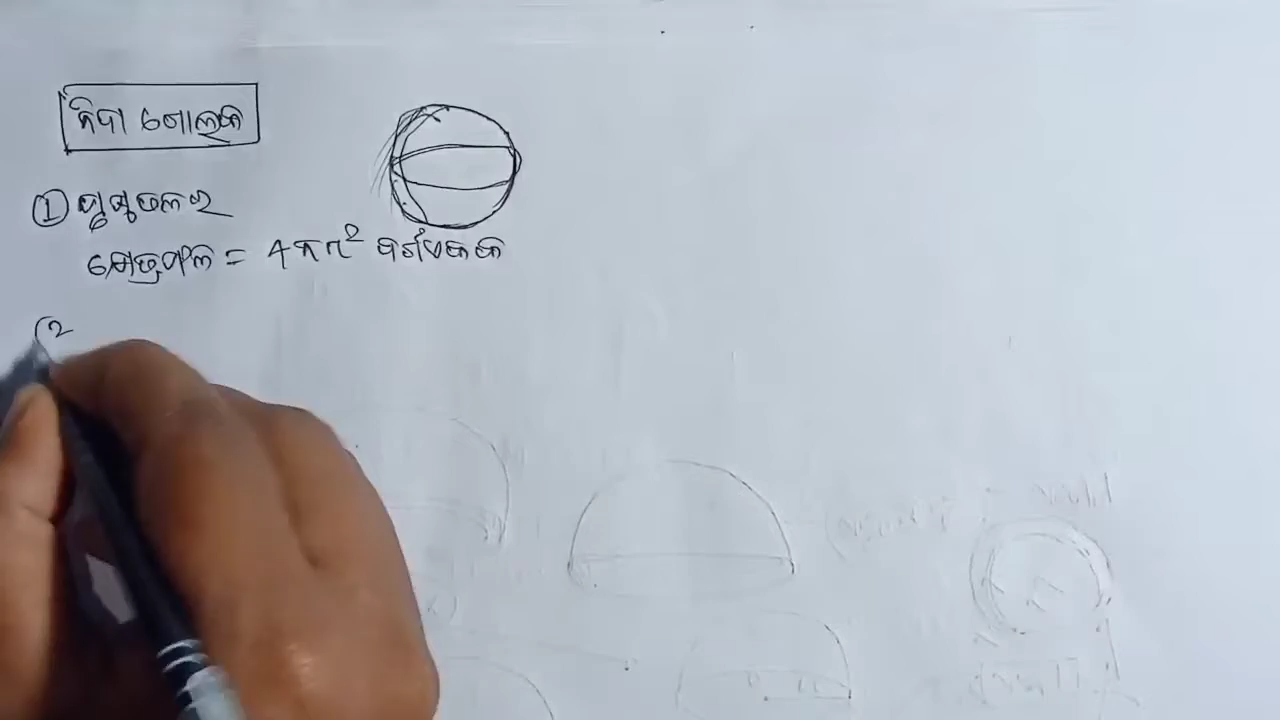 ନିଦା ଗୋଲକ
① ପୃଷ୍ଠତଳର
କ୍ଷେତ୍ରଫଳ = 4πr² ବର୍ଗଏକକ
2